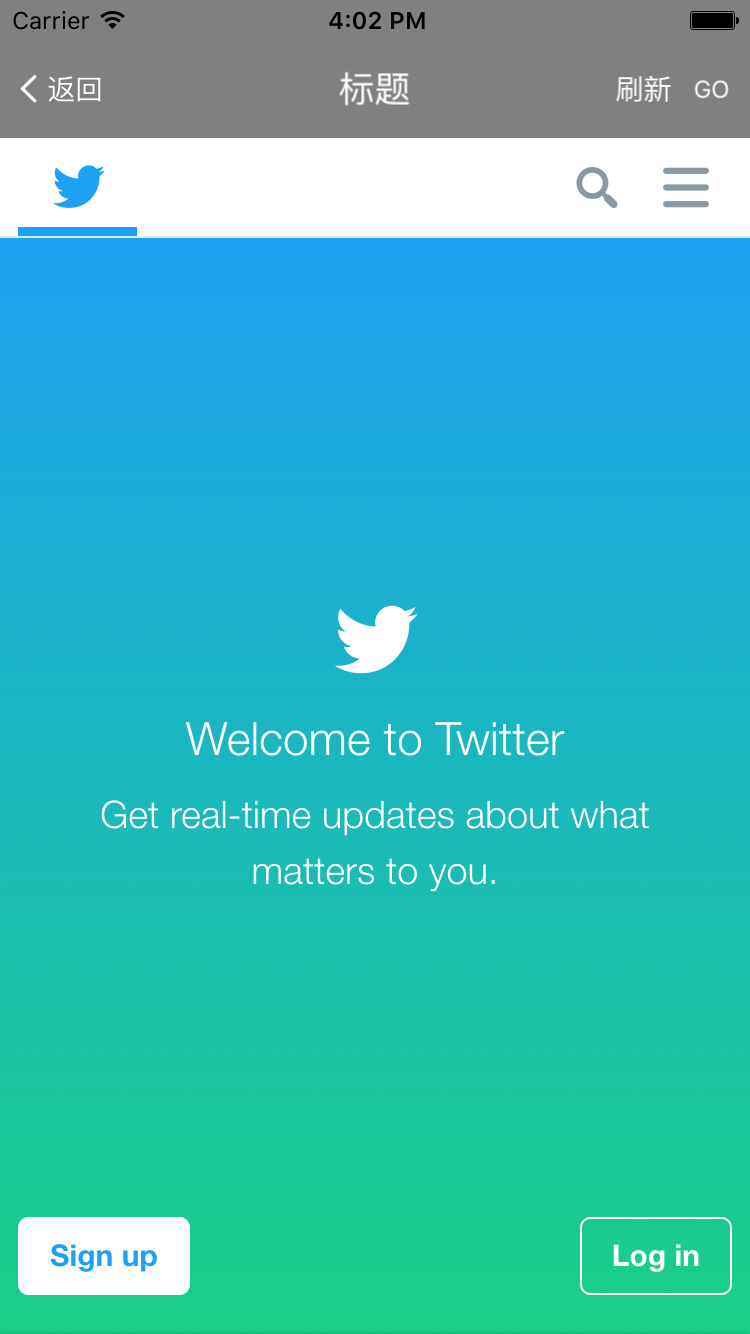 Carrier 4:02 PM
返回 标题 刷新 GO
Welcome to Twitter
Get real-time updates about what
matters to you.
Sign up Log in